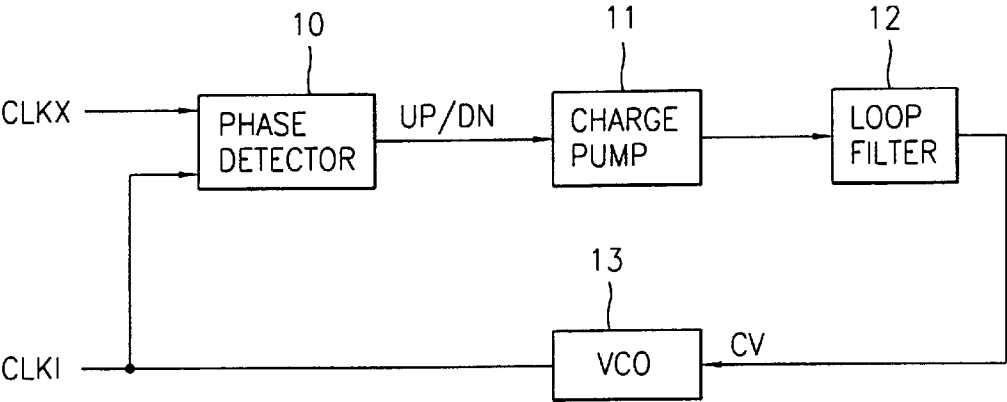 10
11
12
CLKX
PHASE
DETECTOR
UP/DN
CHARGE
PUMP
LOOP
FILTER
13
VCO
CV
CLKI